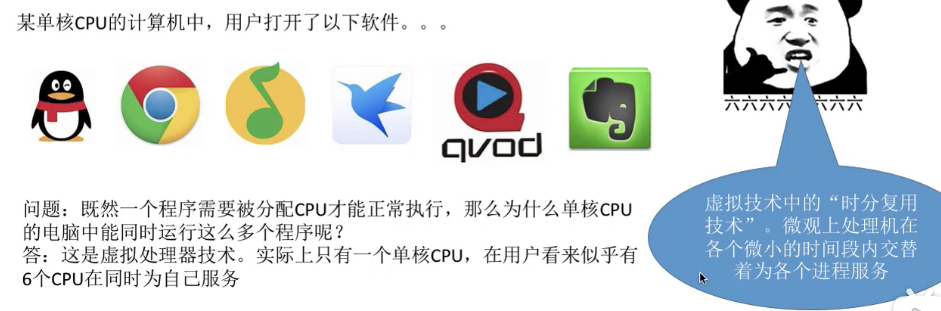 某单核CPU的计算机中，用户打开了以下软件。。。
qvod
六六六六六六六六
问题：既然一个程序需要被分配CPU才能正常执行，那么为什么单核CPU
的电脑中能同时运行这么多个程序呢？
答：这是虚拟处理器技术。实际上只有一个单核CPU，在用户看来似乎有
6个CPU在同时为自己服务
虚拟技术中的“时分复用
技术”。微观上处理机在
各个微小的时间段内交替
着为各个进程服务